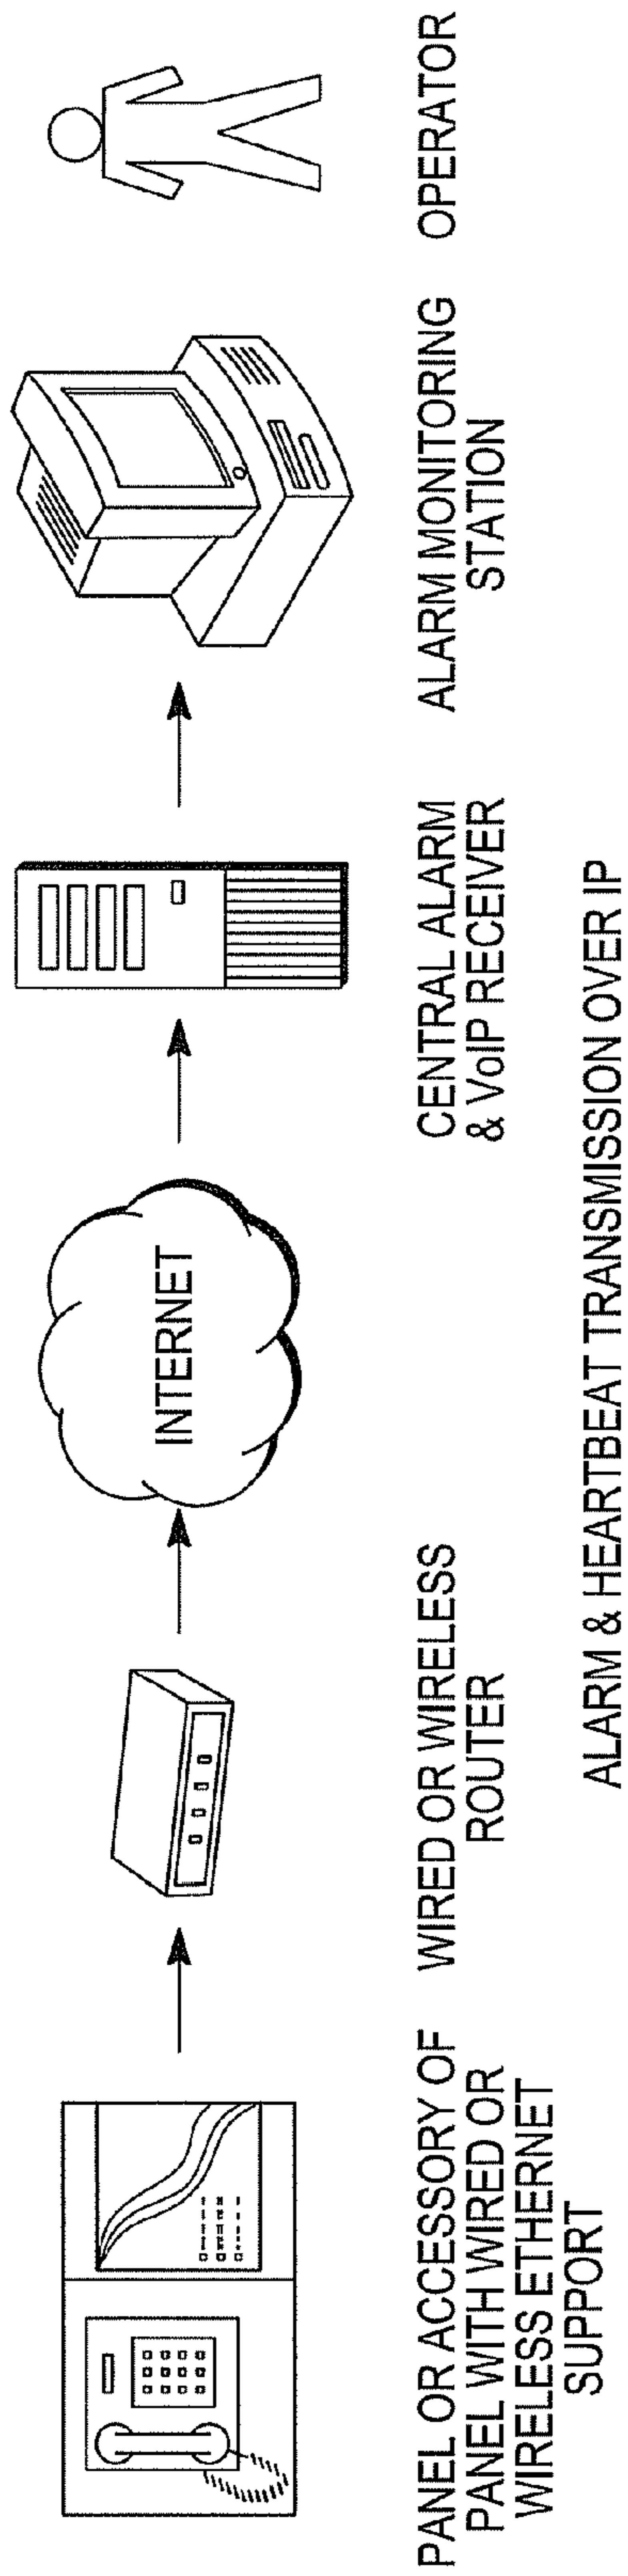 PANEL OR ACCESSORY OF
PANEL WITH WIRED OR
WIRELESS ETHERNET
SUPPORT
WIRED OR WIRELESS
ROUTER
INTERNET
CENTRAL ALARM
& VoIP RECEIVER
ALARM MONITORING
STATION
OPERATOR
ALARM & HEARTBEAT TRANSMISSION OVER IP